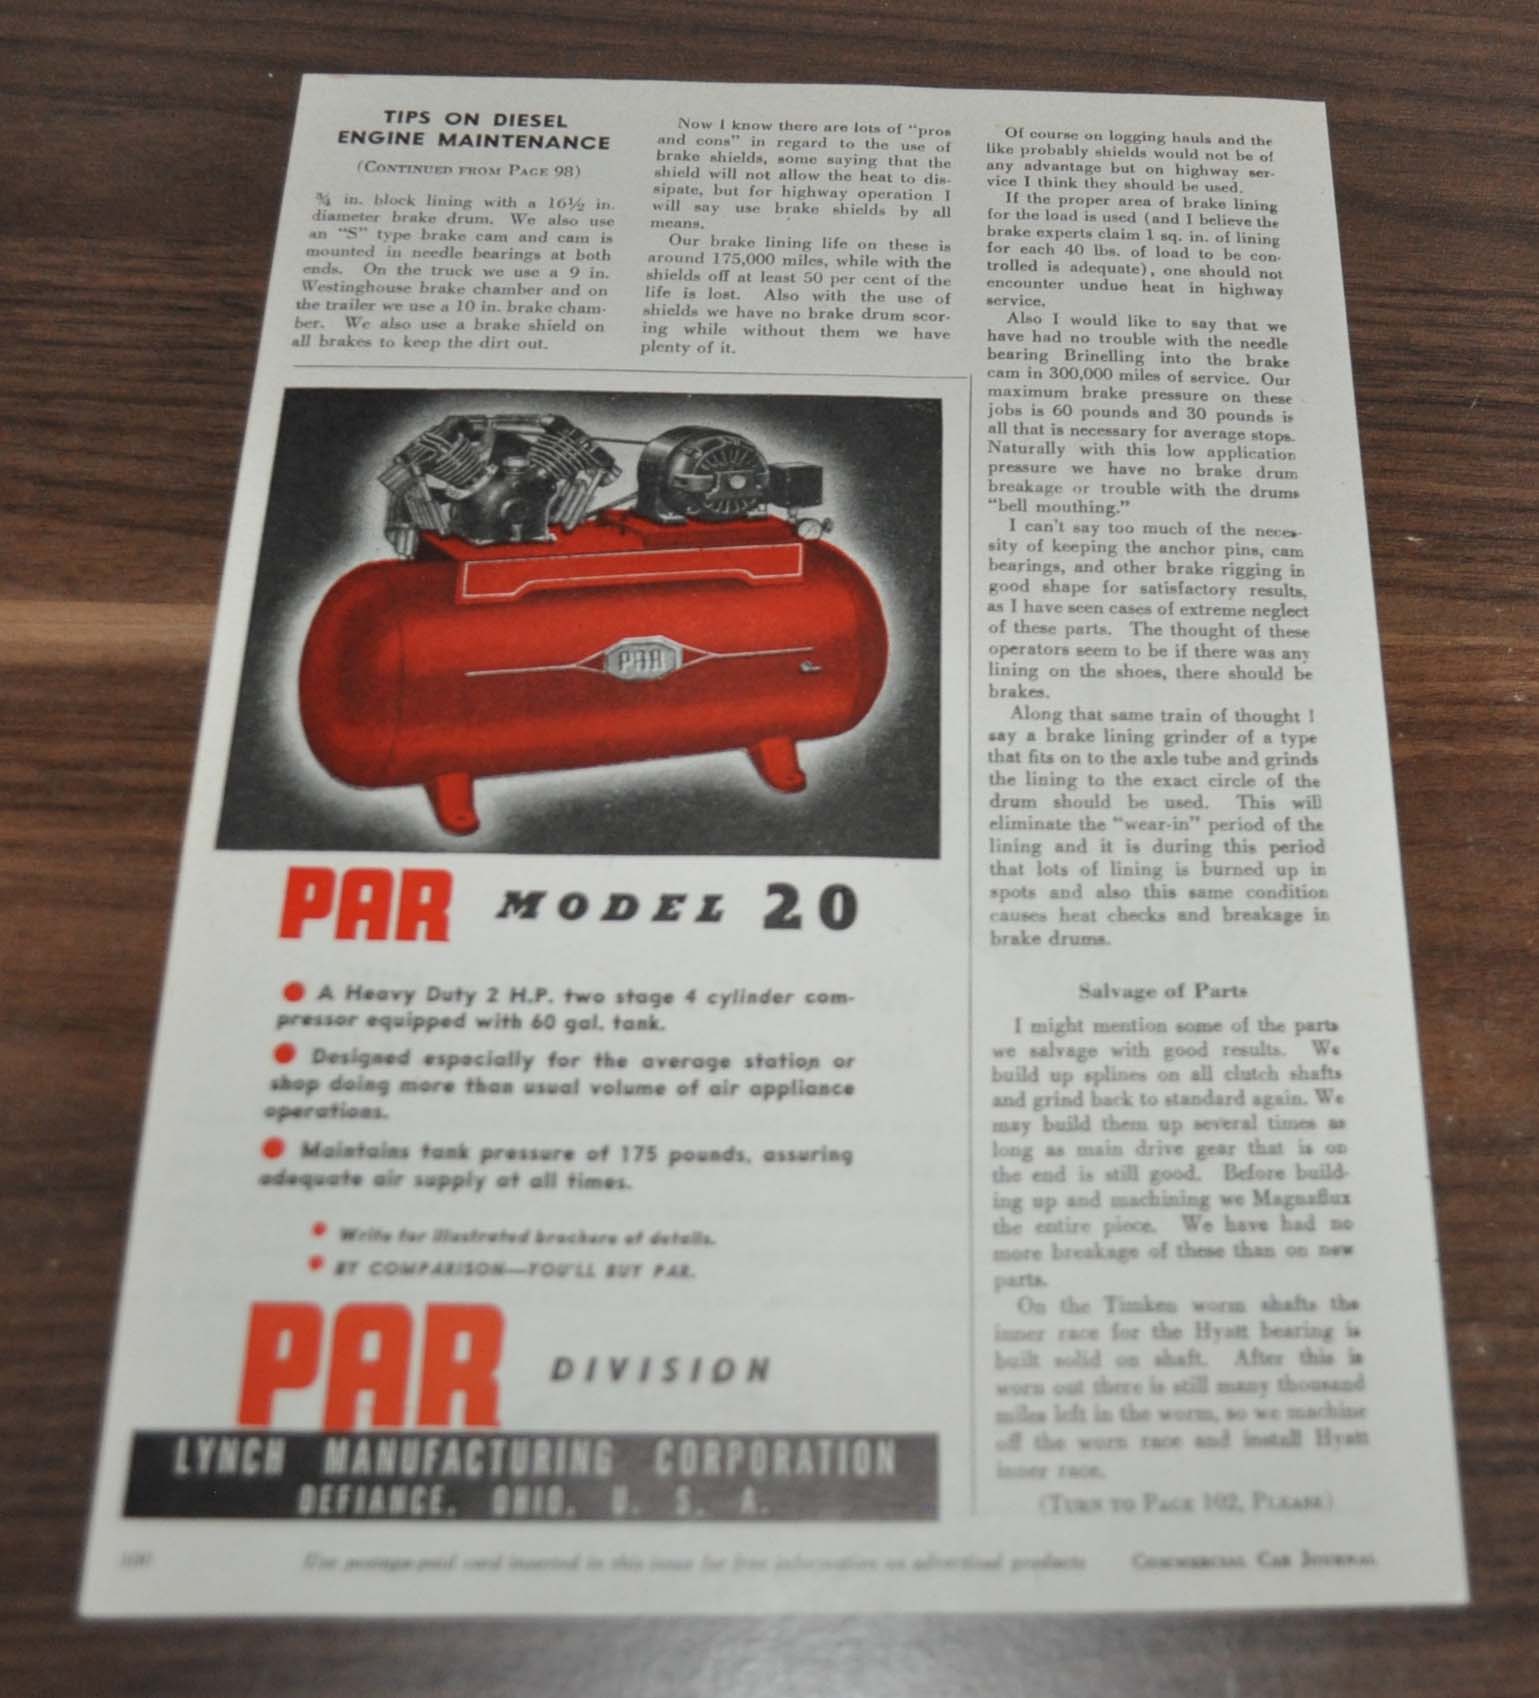 TIPS ON DIESEL
ENGINE MAINTENANCE
(CONTINUED FROM PAGE 98)
¾ in. block lining with a 16½ in.
diameter brake drum. We also use
an "S" type brake cam and cam is
mounted in needle bearings at both
ends. On the truck we use a 9 in.
Westinghouse brake chamber and on
the trailer we use a 10 in. brake cham-
ber. We also use a brake shield on
all brakes to keep the dirt out.
Now I know there are lots of "pros
and cons" in regard to the use of
brake shields, some saying that the
shield will not allow the heat to dis-
sipate, but for highway operation I
will say use brake shields by all
means.
Our brake lining life on these is
around 175,000 miles, while with the
shields off at least 50 per cent of the
life is lost. Also with the use of
shields we have no brake drum scor-
ing while without them we have
plenty of it.
Of course on logging hauls and the
like probably shields would not be of
any advantage but on highway ser-
vice I think they should be used.
If the proper area of brake lining
for the load is used (and I believe the
brake experts claim 1 sq. in. of lining
for each 40 lbs. of load to be con-
trolled is adequate), one should not
encounter undue heat in highway
service.
Also I would like to say that we
have had no trouble with the needle
bearing Brinelling into the brake
cam in 300,000 miles of service. Our
maximum brake pressure on these
jobs is 60 pounds and 30 pounds is
all that is necessary for average stops.
Naturally with this low application
pressure we have no brake drum
breakage or trouble with the drums
"bell mouthing."
I can't say too much of the neces-
sity of keeping the anchor pins, cam
bearings, and other brake rigging in
good shape for satisfactory results,
as I have seen cases of extreme neglect
of these parts. The thought of these
operators seem to be if there was any
lining on the shoes, there should be
brakes.
Along that same train of thought I
say a brake lining grinder of a type
that fits on to the axle tube and grinds
the lining to the exact circle of the
drum should be used. This will
eliminate the "wear-in" period of the
lining and it is during this period
that lots of lining is burned up in
spots and also this same condition
causes heat checks and breakage in
brake drums.
Salvage of Parts
I might mention some of the parts
we salvage with good results. We
build up splines on all clutch shafts
and grind back to standard again. We
may build them up several times as
long as main drive gear that is on
the end is still good. Before build-
ing up and machining we Magnaflux
the entire piece. We have had no
more breakage of these than on new
parts.
On the Timken worm shafts the
inner race for the Hyatt bearing is
built solid on shaft. After this is
worn out there is still many thousand
miles left in the worm, so we machine
off the worn race and install Hyatt
inner race.
(TURN TO PAGE 102, PLEASE)
PAR
PAR MODEL 20
● A Heavy Duty 2 H.P. two stage 4 cylinder com-
pressor equipped with 60 gal. tank.
● Designed especially for the average station or
shop doing more than usual volume of air appliance
operations.
● Maintains tank pressure of 175 pounds, assuring
adequate air supply at all times.
● Write for illustrated brochure of details.
● BY COMPARISON—YOU'LL BUY PAR.
PAR DIVISION
LYNCH MANUFACTURING CORPORATION
DEFIANCE, OHIO, U. S. A.
100
Use postage-paid card inserted in this issue for free information on advertised products
COMMERCIAL CAR JOURNAL